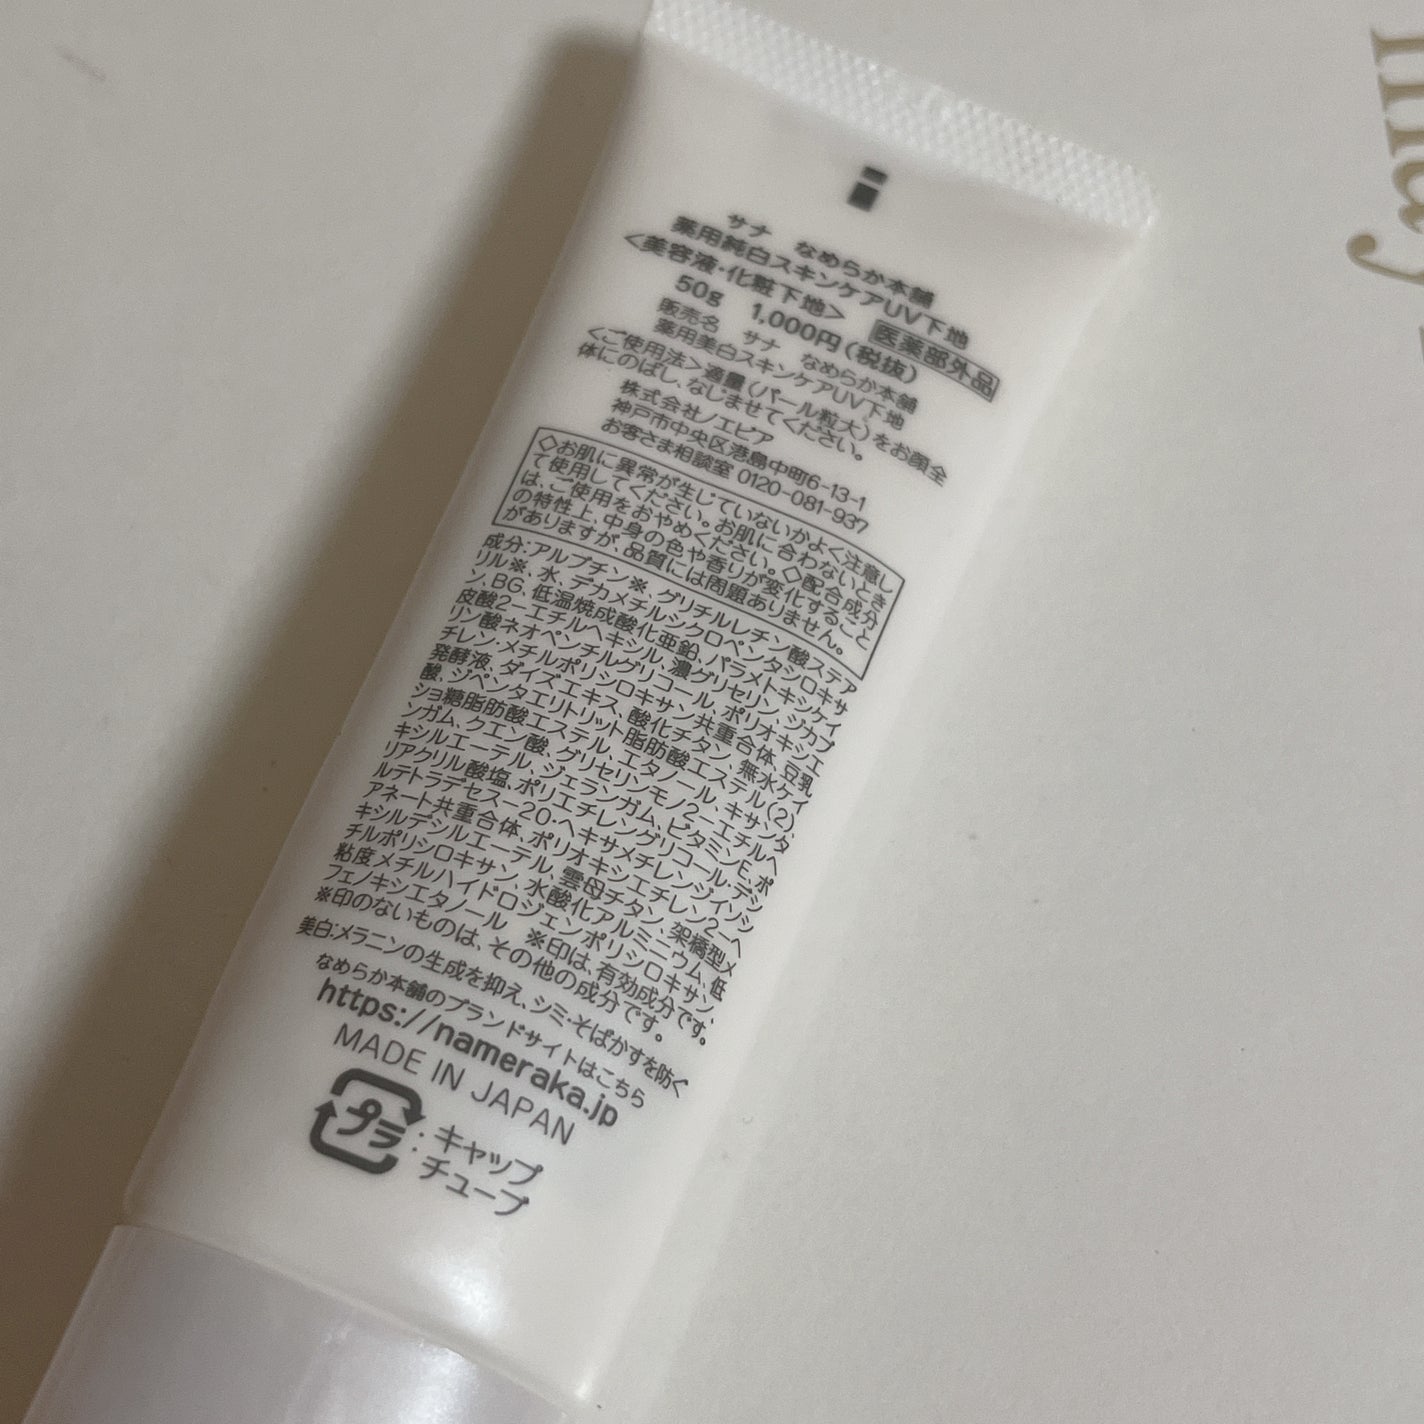 サナ なめらか本舗
薬用純白スキンケアUV下地
<美容液・化粧下地> 医薬部外品
50g 1,000円(税抜)
販売名 サナ なめらか本舗
薬用美白スキンケアUV下地
<ご使用法>適量(パール粒大)をお顔全
体にのばし、なじませてください。
株式会社ノエビア
神戸市中央区港島中町6-13-1
お客さま相談室 0120-081-937
◇お肌に異常が生じていないかよく注意し
て使用してください。お肌に合わないとき
は、ご使用をおやめください。◇配合成分
の特性上、中身の色や香りが変化すること
がありますが、品質には問題ありません。
成分:アルブチン※、グリチルレチン酸ステア
リル※、水、デカメチルシクロペンタシロキサ
ン、BG、低温焼成酸化亜鉛、パラメトキシケイ
皮酸2-エチルヘキシル、濃グリセリン、ジカプ
リン酸ネオペンチルグリコール、ポリオキシエ
チレン・メチルポリシロキサン共重合体、豆乳
発酵液、ダイズエキス、酸化チタン、無水ケイ
酸、ジペンタエリトリット脂肪酸エステル(2)、
ショ糖脂肪酸エステル、エタノール、キサンタ
ンガム、クエン酸、グリセリンモノ2-エチルヘ
キシルエーテル、ジェランガム、ビタミンE、ポ
リアクリル酸塩、ポリエチレングリコール・デシ
ルテトラデセス-20・ヘキサメチレンジイソシ
アネート共重合体、ポリオキシエチレン2-ヘ
キシルデシルエーテル、雲母チタン、架橋型メ
チルポリシロキサン、水酸化アルミニウム、低
粘度メチルハイドロジェンポリシロキサン、
フェノキシエタノール ※印は、有効成分です。
※印のないものは、その他の成分です。
美白:メラニンの生成を抑え、シミ・そばかすを防ぐ
なめらか本舗のブランドサイトはこちら
https://nameraka.jp
MADE IN JAPAN
プラ:キャップ
チューブ